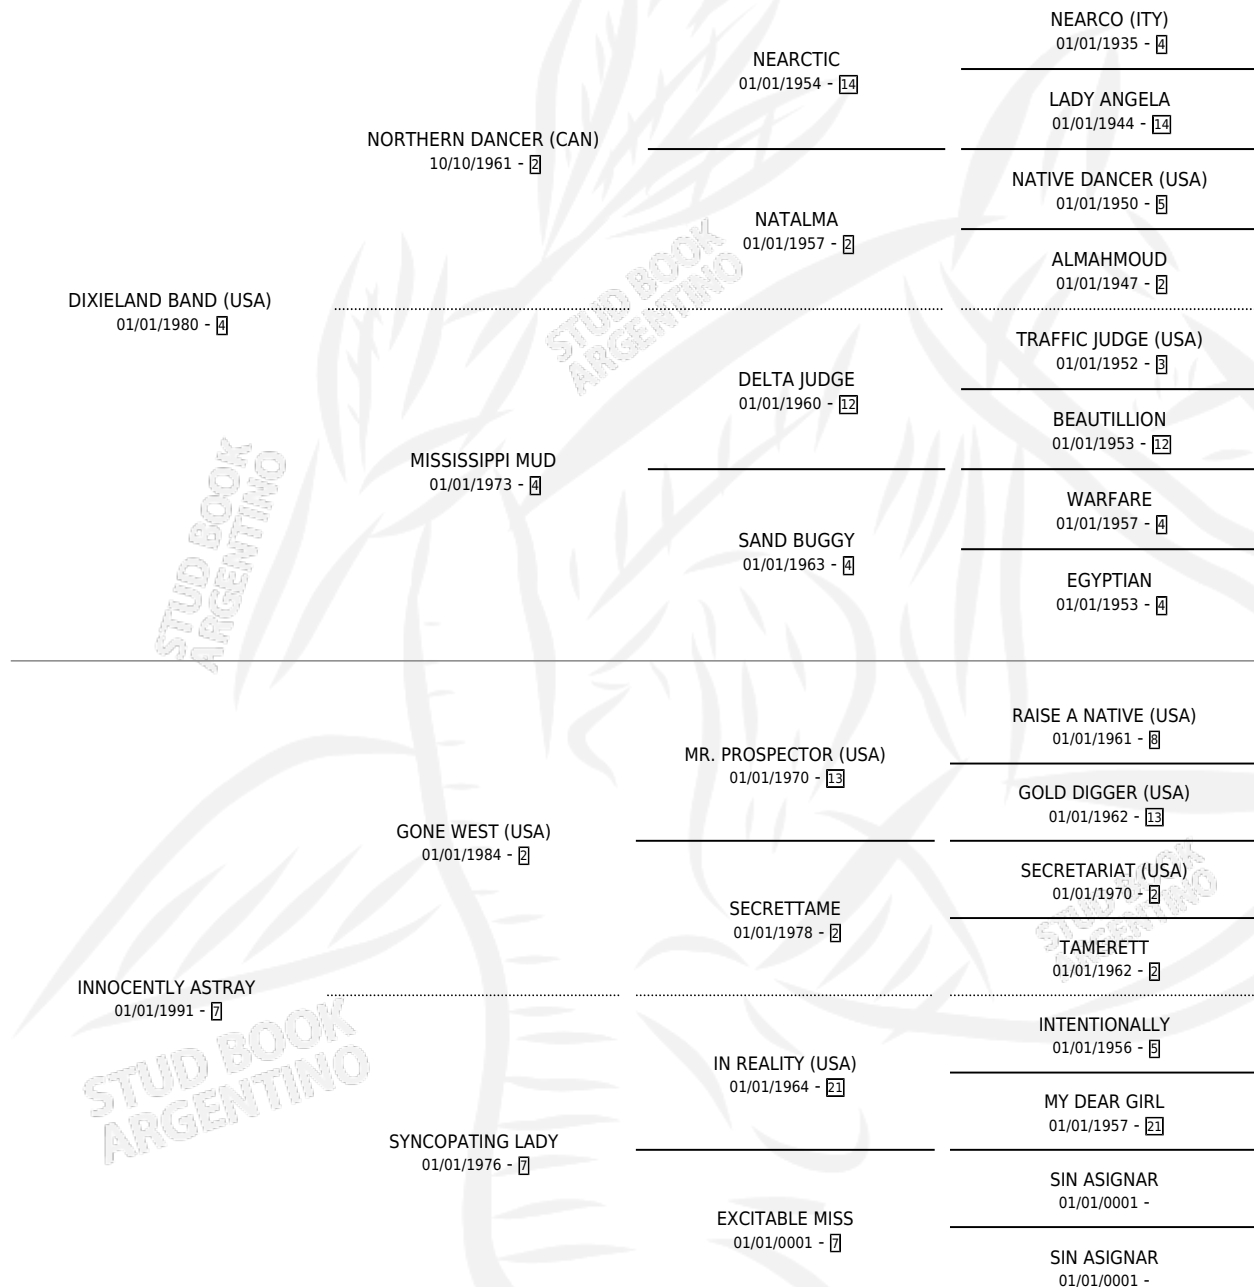 NEARCO (ITY)
01/01/1935 - 4
NEARCTIC
01/01/1954 - 14
LADY ANGELA
01/01/1944 - 14
NORTHERN DANCER (CAN)
10/10/1961 - 2
NATIVE DANCER (USA)
01/01/1950 - 5
NATALMA
01/01/1957 - 2
ALMAHMOUD
01/01/1947 - 2
DIXIELAND BAND (USA)
01/01/1980 - 4
TRAFFIC JUDGE (USA)
01/01/1952 - 3
DELTA JUDGE
01/01/1960 - 12
BEAUTILLION
01/01/1953 - 12
MISSISSIPPI MUD
01/01/1973 - 4
WARFARE
01/01/1957 - 4
SAND BUGGY
01/01/1963 - 4
EGYPTIAN
01/01/1953 - 4
RAISE A NATIVE (USA)
01/01/1961 - 8
MR. PROSPECTOR (USA)
01/01/1970 - 13
GOLD DIGGER (USA)
01/01/1962 - 13
GONE WEST (USA)
01/01/1984 - 2
SECRETARIAT (USA)
01/01/1970 - 2
SECRETTAME
01/01/1978 - 2
TAMERETT
01/01/1962 - 2
INNOCENTLY ASTRAY
01/01/1991 - 7
INTENTIONALLY
01/01/1956 - 5
IN REALITY (USA)
01/01/1964 - 21
MY DEAR GIRL
01/01/1957 - 21
SYNCOPATING LADY
01/01/1976 - 7
SIN ASIGNAR
01/01/0001 -
EXCITABLE MISS
01/01/0001 - 7
SIN ASIGNAR
01/01/0001 -
STUD BOOK
ARGENTINO
STUD BOOK
ARGENTINO
STUD BOOK
ARGENTINO
STUD BOOK
ARGENTINO